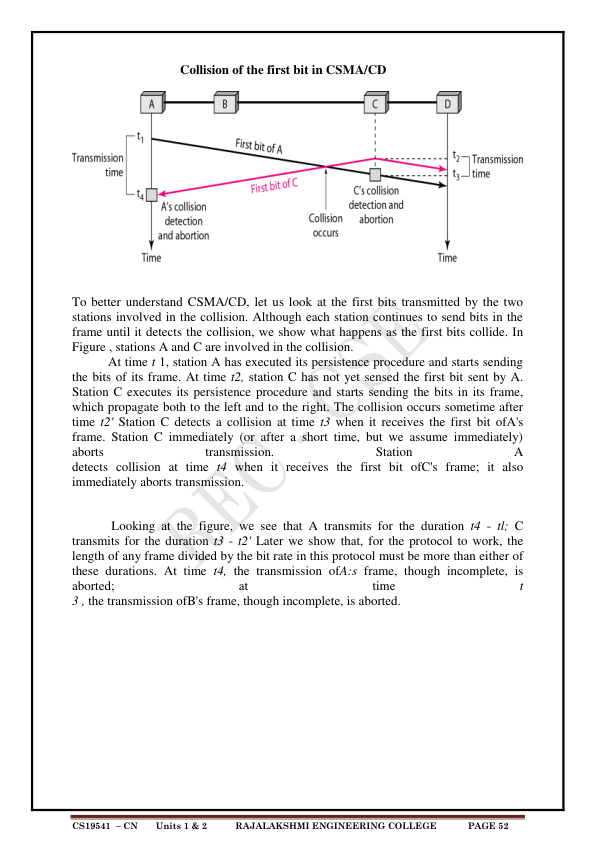 Collision of the first bit in CSMA/CD
A
B
C
D
t1
First bit of A
Transmission
time
t2
Transmission
t3
time
First bit of C
t4
A's collision
detection
and abortion
Collision
occurs
C's collision
detection and
abortion
Time
Time
To better understand CSMA/CD, let us look at the first bits transmitted by the two
stations involved in the collision. Although each station continues to send bits in the
frame until it detects the collision, we show what happens as the first bits collide. In
Figure , stations A and C are involved in the collision.
At time t 1, station A has executed its persistence procedure and starts sending
the bits of its frame. At time t2, station C has not yet sensed the first bit sent by A.
Station C executes its persistence procedure and starts sending the bits in its frame,
which propagate both to the left and to the right. The collision occurs sometime after
time t2' Station C detects a collision at time t3 when it receives the first bit ofA's
frame. Station C immediately (or after a short time, but we assume immediately)
aborts transmission. Station A
detects collision at time t4 when it receives the first bit ofC's frame; it also
immediately aborts transmission.
Looking at the figure, we see that A transmits for the duration t4 - tl; C
transmits for the duration t3 - t2' Later we show that, for the protocol to work, the
length of any frame divided by the bit rate in this protocol must be more than either of
these durations. At time t4, the transmission ofA:s frame, though incomplete, is
aborted; at time t
3 , the transmission ofB's frame, though incomplete, is aborted.
REC - CSE
CS19541 – CN Units 1 & 2 RAJALAKSHMI ENGINEERING COLLEGE PAGE 52